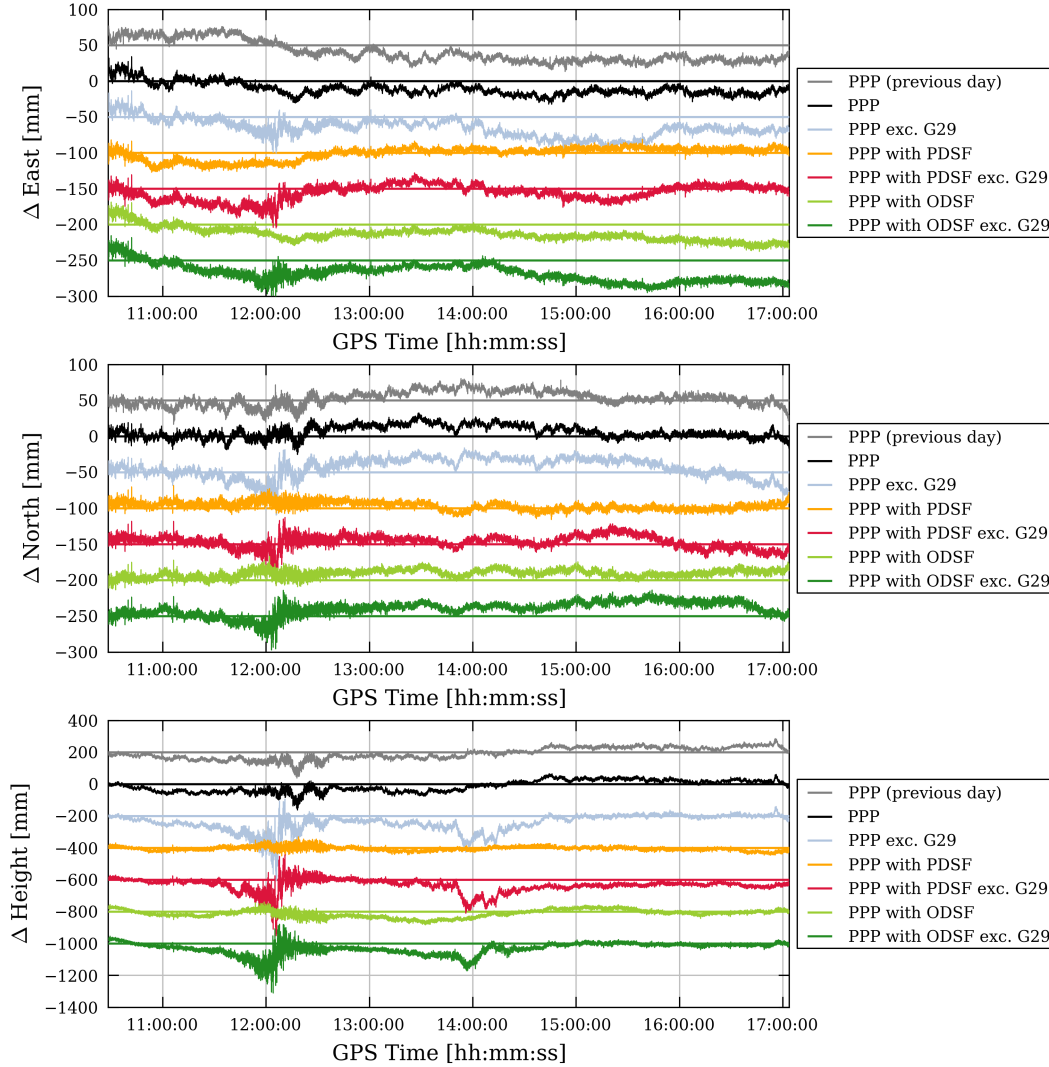 100
50
0
−50
−100
−150
−200
−250
−300
Δ East [mm]
11:00:00 12:00:00 13:00:00 14:00:00 15:00:00 16:00:00 17:00:00
GPS Time [hh:mm:ss]
PPP (previous day)
PPP
PPP exc. G29
PPP with PDSF
PPP with PDSF exc. G29
PPP with ODSF
PPP with ODSF exc. G29
100
50
0
−50
−100
−150
−200
−250
−300
Δ North [mm]
11:00:00 12:00:00 13:00:00 14:00:00 15:00:00 16:00:00 17:00:00
GPS Time [hh:mm:ss]
PPP (previous day)
PPP
PPP exc. G29
PPP with PDSF
PPP with PDSF exc. G29
PPP with ODSF
PPP with ODSF exc. G29
400
200
0
−200
−400
−600
−800
−1000
−1200
−1400
Δ Height [mm]
11:00:00 12:00:00 13:00:00 14:00:00 15:00:00 16:00:00 17:00:00
GPS Time [hh:mm:ss]
PPP (previous day)
PPP
PPP exc. G29
PPP with PDSF
PPP with PDSF exc. G29
PPP with ODSF
PPP with ODSF exc. G29